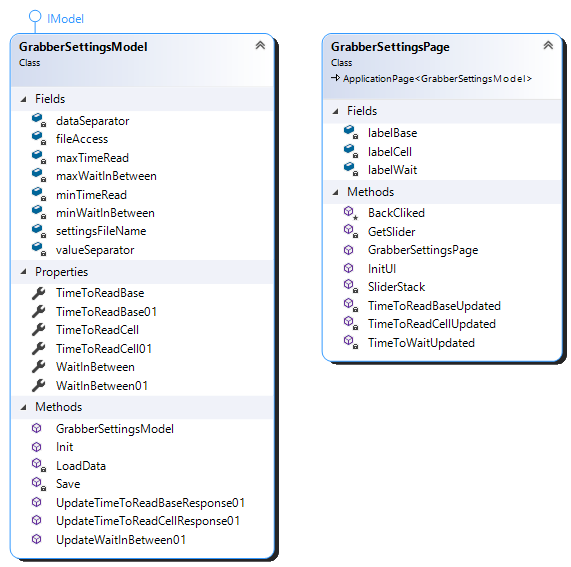 IModel
GrabberSettingsModel
Class
Fields
dataSeparator
fileAccess
maxTimeRead
maxWaitInBetween
minTimeRead
minWaitInBetween
settingsFileName
valueSeparator
Properties
TimeToReadBase
TimeToReadBase01
TimeToReadCell
TimeToReadCell01
WaitInBetween
WaitInBetween01
Methods
GrabberSettingsModel
Init
LoadData
Save
UpdateTimeToReadBaseResponse01
UpdateTimeToReadCellResponse01
UpdateWaitInBetween01
GrabberSettingsPage
Class
ApplicationPage<GrabberSettingsModel>
Fields
labelBase
labelCell
labelWait
Methods
BackCliked
GetSlider
GrabberSettingsPage
InitUI
SliderStack
TimeToReadBaseUpdated
TimeToReadCellUpdated
TimeToWaitUpdated